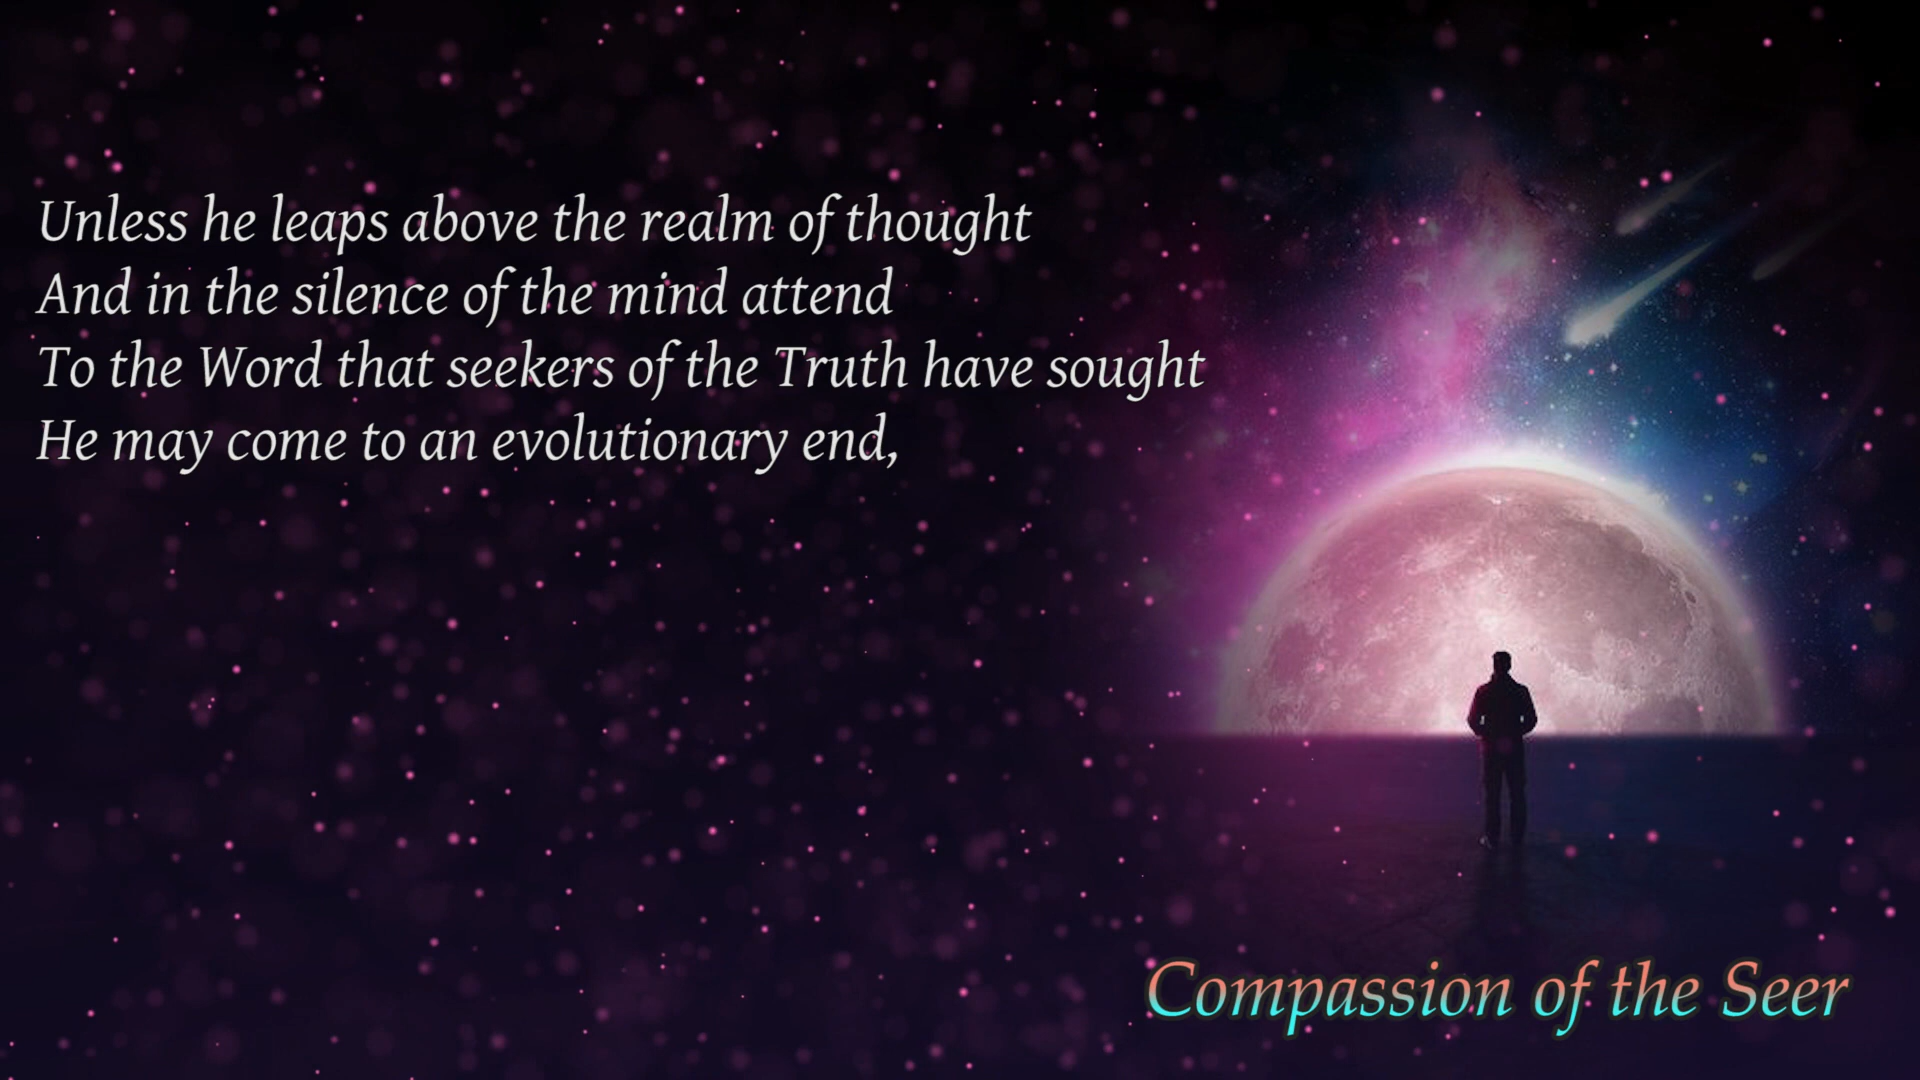 Unless he leaps above the realm of thought
And in the silence of the mind attend
To the Word that seekers of the Truth have sought
He may come to an evolutionary end,
Compassion of the Seer